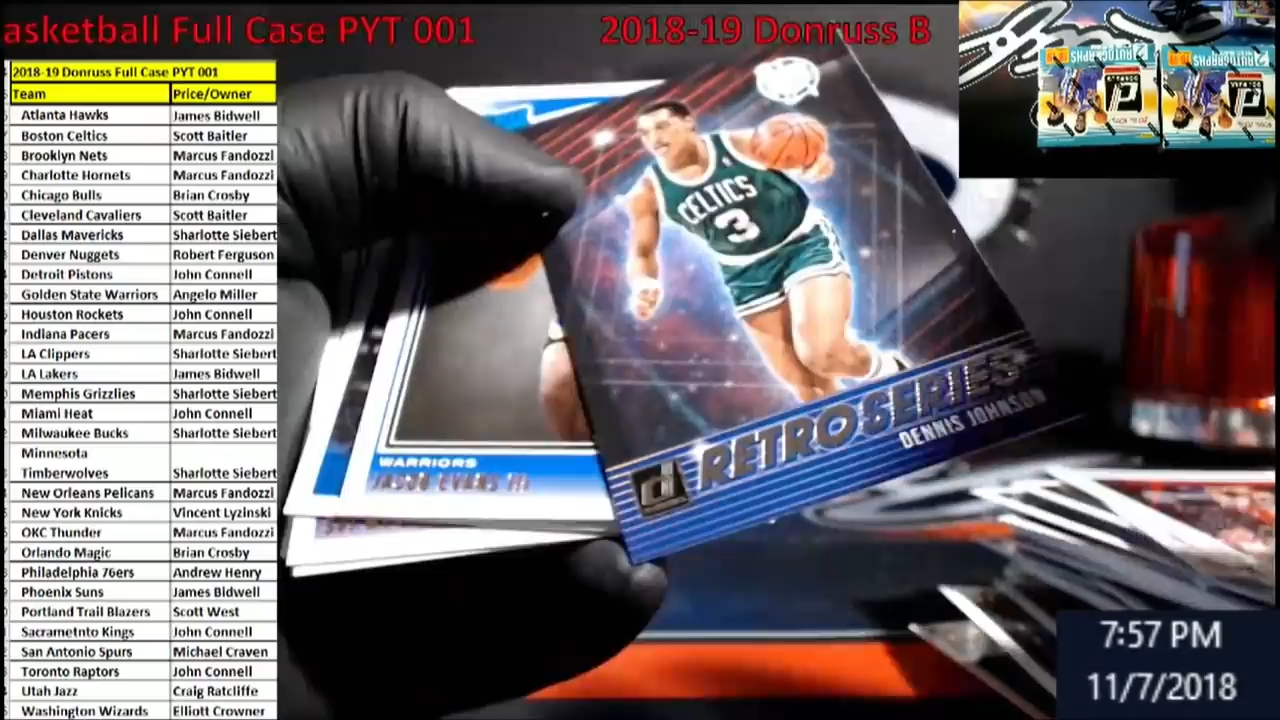 asketball Full Case PYT 001
2018-19 Donruss B
2018-19 Donruss Full Case PYT 001
Team Price/Owner
Atlanta Hawks James Bidwell
Boston Celtics Scott Baitler
Brooklyn Nets Marcus Fandozzi
Charlotte Hornets Marcus Fandozzi
Chicago Bulls Brian Crosby
Cleveland Cavaliers Scott Baitler
Dallas Mavericks Sharlotte Siebert
Denver Nuggets Robert Ferguson
Detroit Pistons John Connell
Golden State Warriors Angelo Miller
Houston Rockets John Connell
Indiana Pacers Marcus Fandozzi
LA Clippers Sharlotte Siebert
LA Lakers James Bidwell
Memphis Grizzlies Sharlotte Siebert
Miami Heat John Connell
Milwaukee Bucks Sharlotte Siebert
Minnesota
Timberwolves Sharlotte Siebert
New Orleans Pelicans Marcus Fandozzi
New York Knicks Vincent Lyzinski
OKC Thunder Marcus Fandozzi
Orlando Magic Brian Crosby
Philadelphia 76ers Andrew Henry
Phoenix Suns James Bidwell
Portland Trail Blazers Scott West
Sacrametnto Kings John Connell
San Antonio Spurs Michael Craven
Toronto Raptors John Connell
Utah Jazz Craig Ratcliffe
Washington Wizards Elliott Crowner
CELTICS
3
RETRO SERIES
DENNIS JOHNSON
d
WARRIORS
JACOB EVANS III
AUTOGRAPHS
AUTOGRAPHS
7:57 PM
11/7/2018